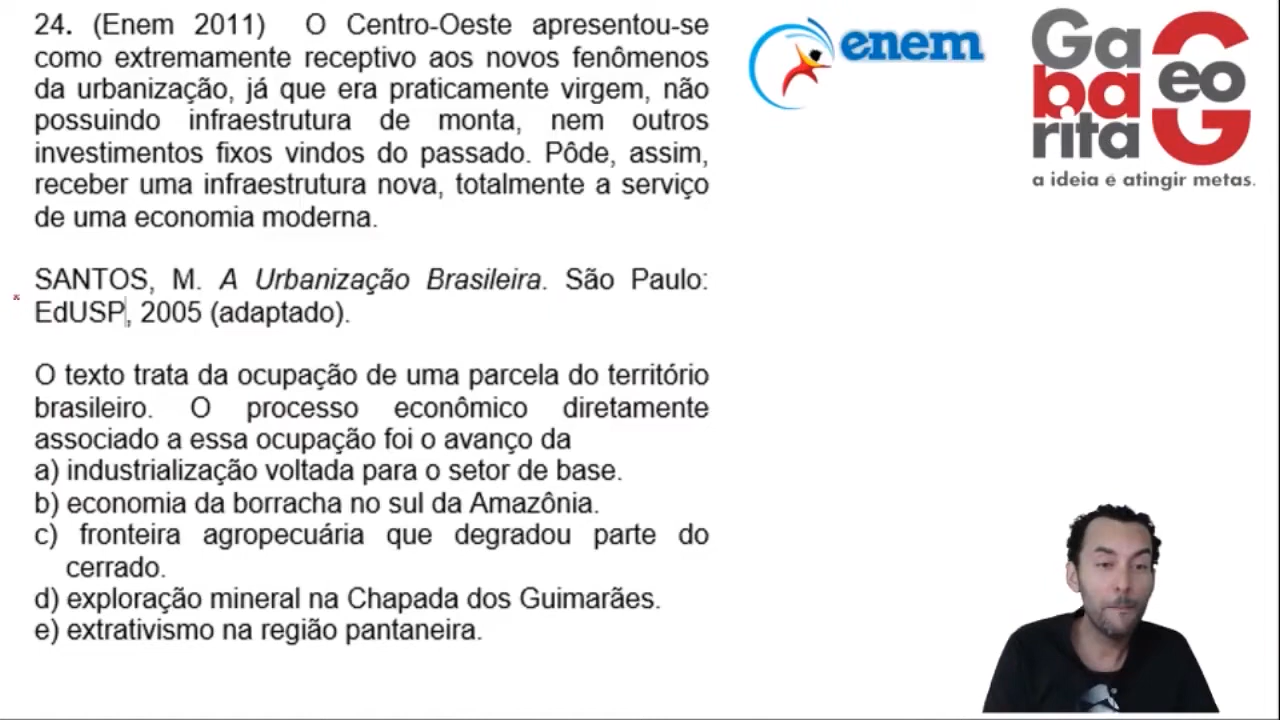 24. (Enem 2011) O Centro-Oeste apresentou-se
como extremamente receptivo aos novos fenômenos
da urbanização, já que era praticamente virgem, não
possuindo infraestrutura de monta, nem outros
investimentos fixos vindos do passado. Pôde, assim,
receber uma infraestrutura nova, totalmente a serviço
de uma economia moderna.
SANTOS, M. A Urbanização Brasileira. São Paulo:
EdUSP, 2005 (adaptado).
O texto trata da ocupação de uma parcela do território
brasileiro. O processo econômico diretamente
associado a essa ocupação foi o avanço da
a) industrialização voltada para o setor de base.
b) economia da borracha no sul da Amazônia.
c) fronteira agropecuária que degradou parte do
cerrado.
d) exploração mineral na Chapada dos Guimarães.
e) extrativismo na região pantaneira.
enem
Ga
ba
rita
Geo
G
a ideia é atingir metas.